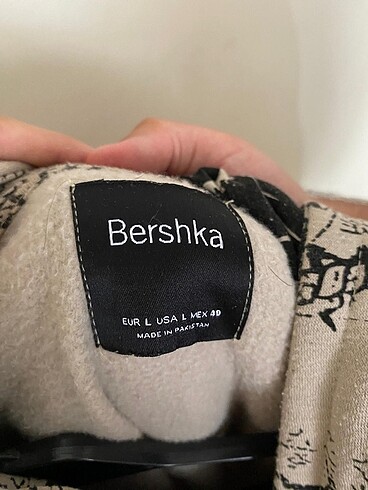 Bershka
EUR L USA L MEX 40
MADE IN PAKISTAN